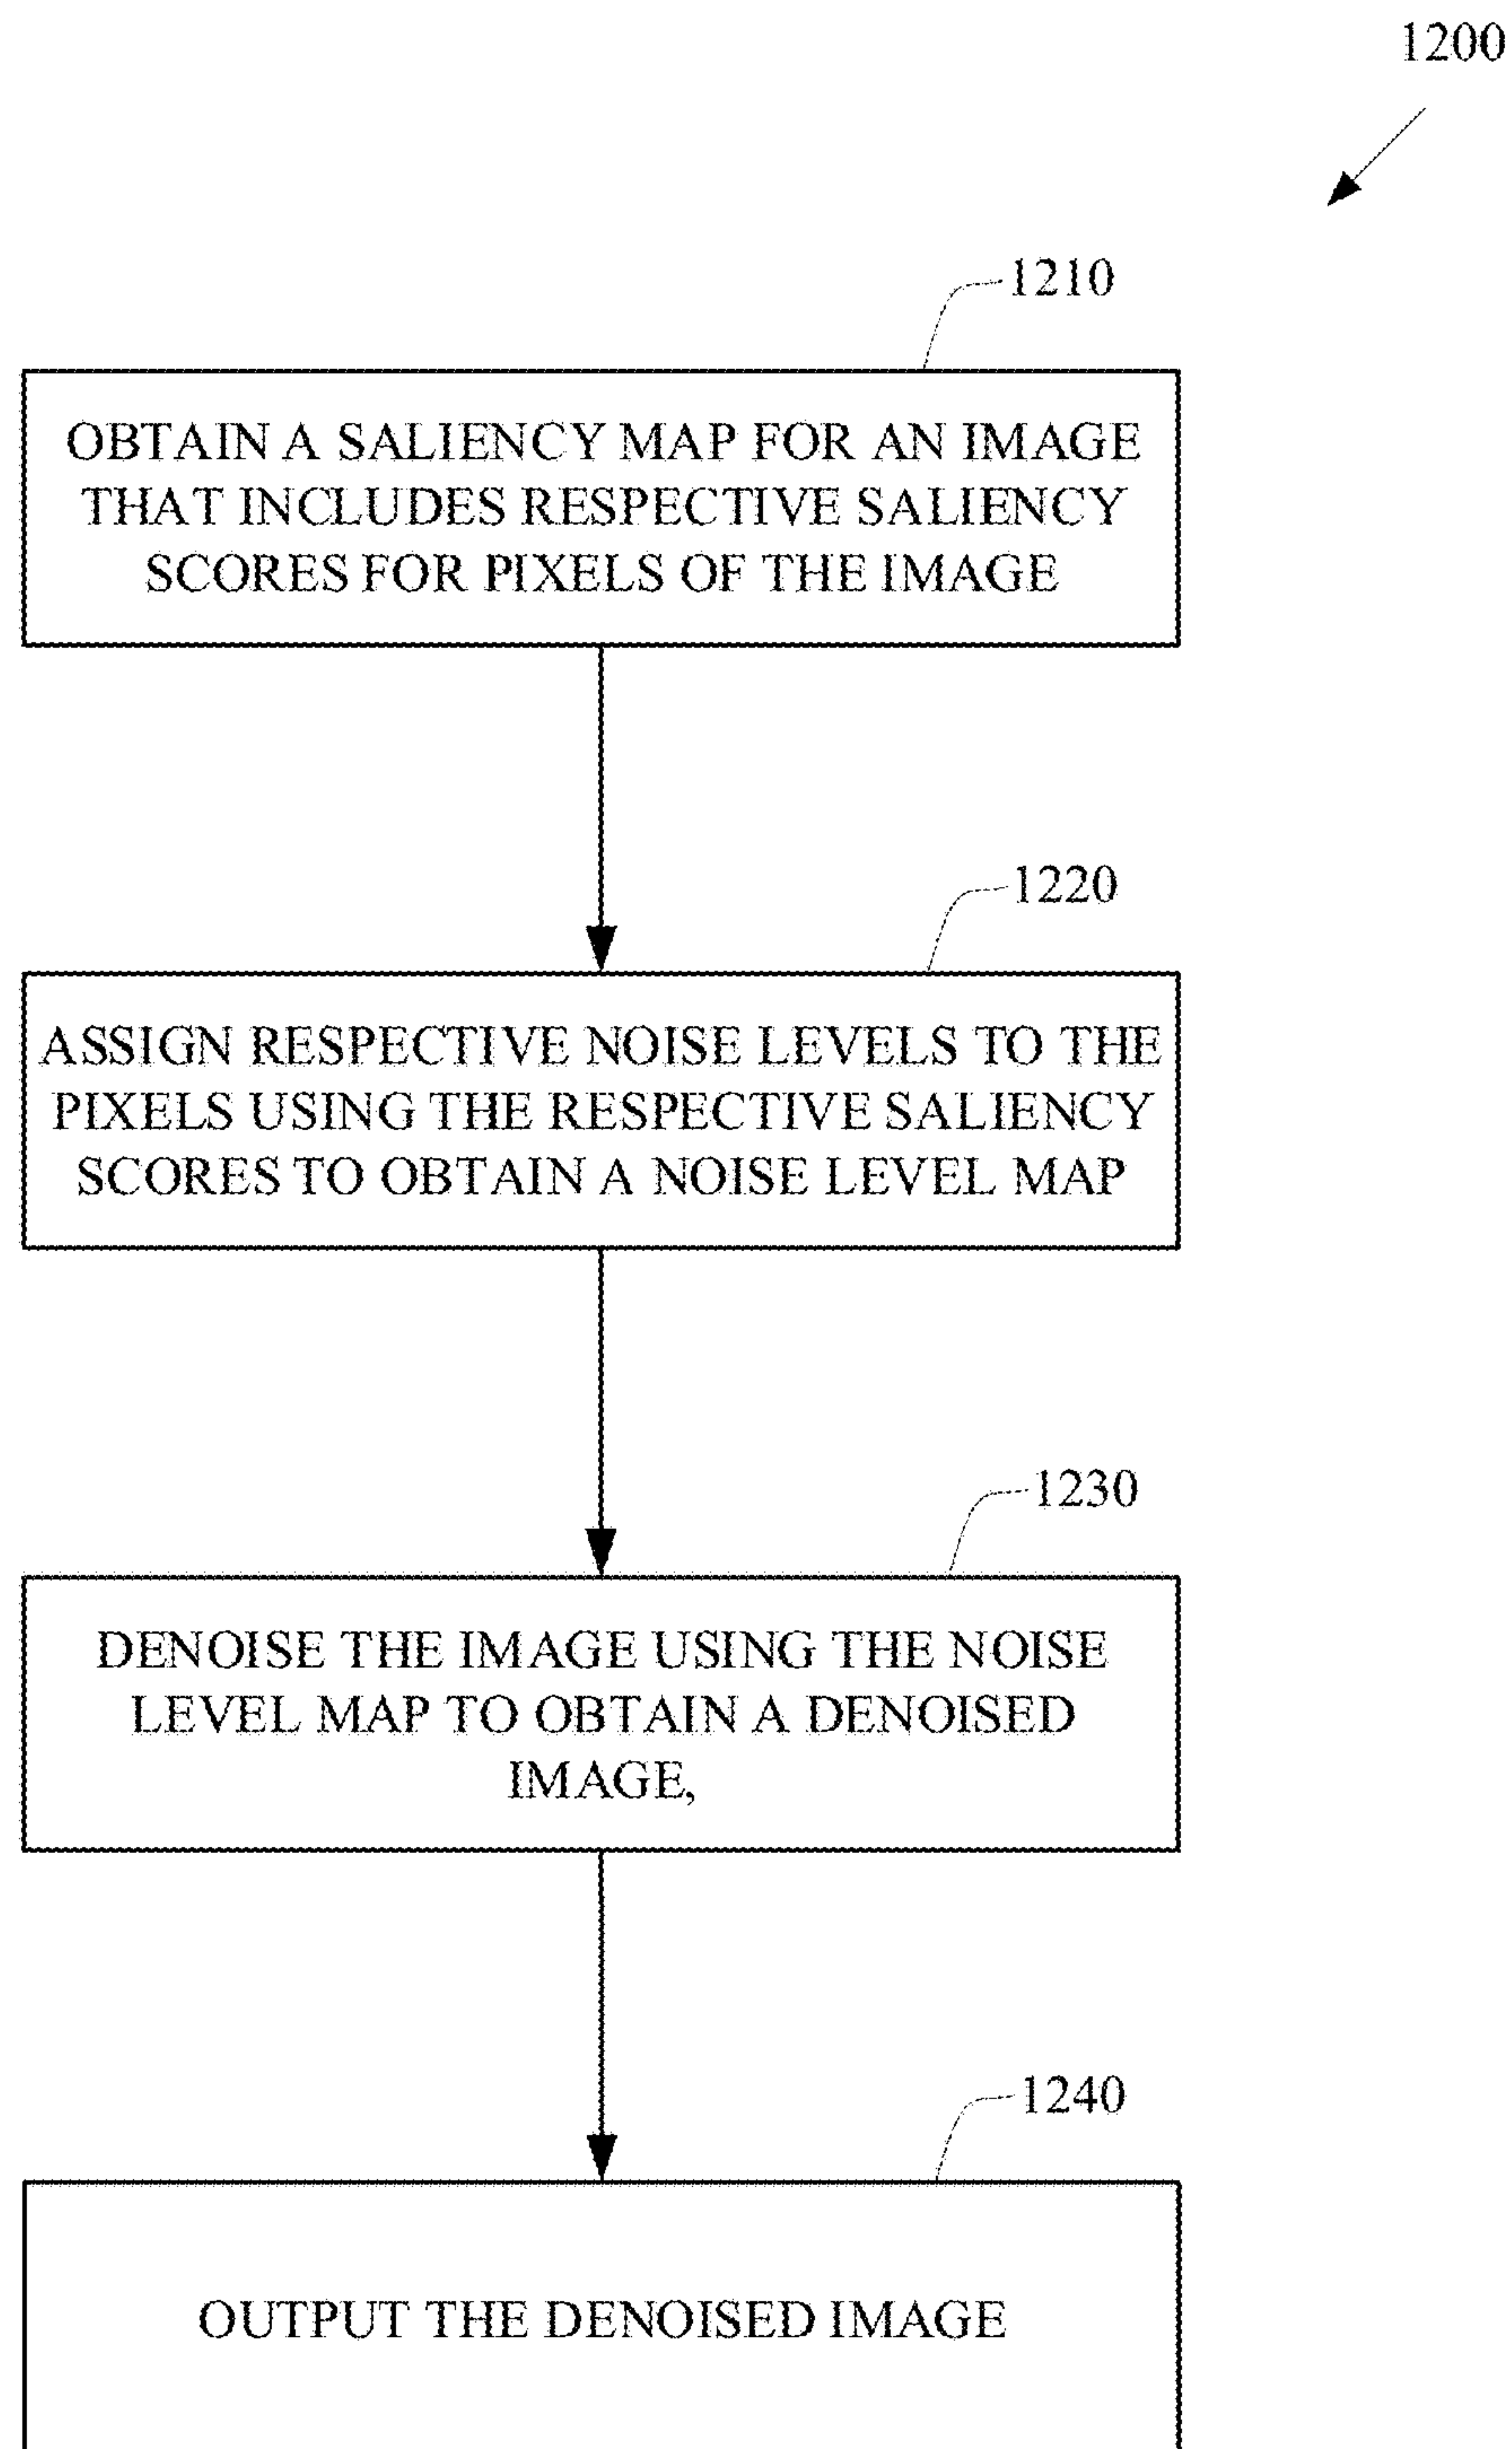 1200
1210
OBTAIN A SALIENCY MAP FOR AN IMAGE
THAT INCLUDES RESPECTIVE SALIENCY
SCORES FOR PIXELS OF THE IMAGE
1220
ASSIGN RESPECTIVE NOISE LEVELS TO THE
PIXELS USING THE RESPECTIVE SALIENCY
SCORES TO OBTAIN A NOISE LEVEL MAP
1230
DENOISE THE IMAGE USING THE NOISE
LEVEL MAP TO OBTAIN A DENOISED
IMAGE,
1240
OUTPUT THE DENOISED IMAGE